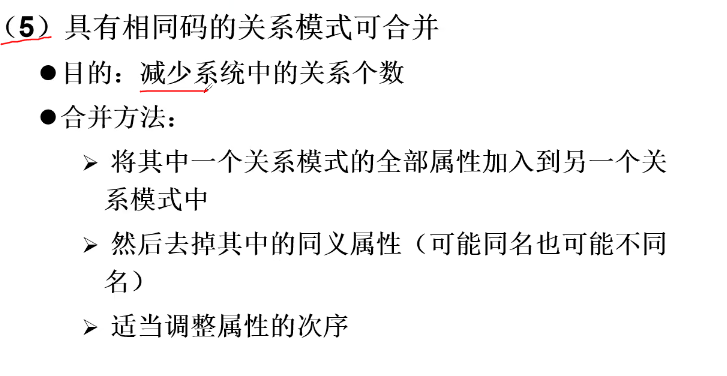 （5）具有相同码的关系模式可合并
●目的：减少系统中的关系个数
●合并方法：
➢ 将其中一个关系模式的全部属性加入到另一个关
系模式中
➢ 然后去掉其中的同义属性（可能同名也可能不同
名）
➢ 适当调整属性的次序